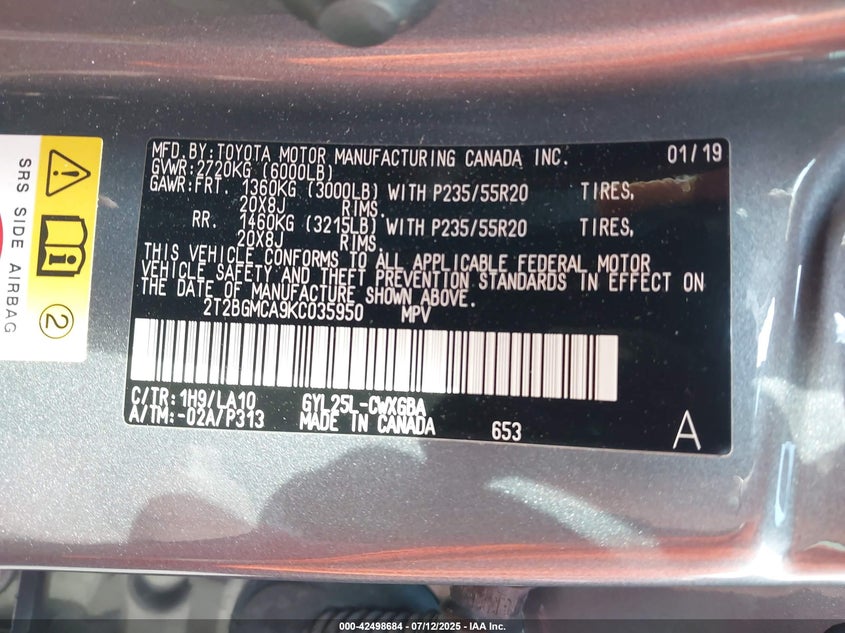 MFD.BY:TOYOTA MOTOR MANUFACTURING CANADA INC. 01/19
GVWR:2720KG (6000LB)
GAWR:FRT. 1360KG (3000LB) WITH P235/55R20 TIRES,
20X8J RIMS.
RR. 1460KG (3215LB) WITH P235/55R20 TIRES,
20X8J RIMS.
THIS VEHICLE CONFORMS TO ALL APPLICABLE FEDERAL MOTOR
VEHICLE SAFETY AND THEFT PREVENTION STANDARDS IN EFFECT ON
THE DATE OF MANUFACTURE SHOWN ABOVE.
2T2BGMCA9KC035950 MPV
C/TR:1H9/LA10 GYL25L-CWXGBA
A/TM:-02A/P313 MADE IN CANADA 653
A
SRS SIDE AIRBAG
2
000-42498684 - 07/12/2025 - IAA Inc.